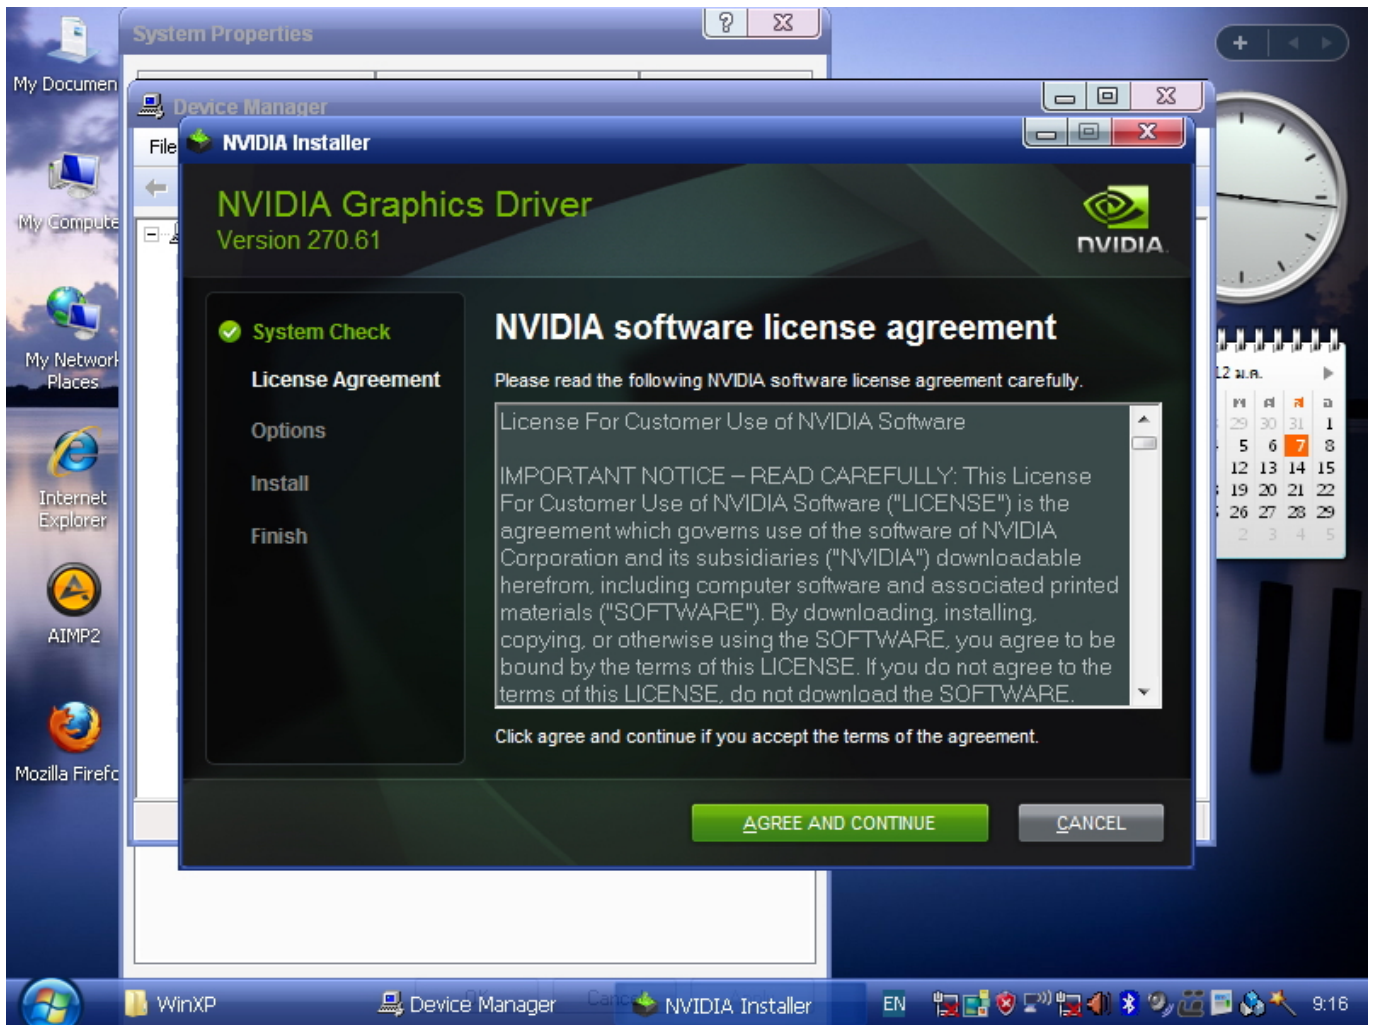 System Properties
My Documen
Device Manager
File
NVIDIA Installer
NVIDIA Graphics Driver
Version 270.61
NVIDIA.
My Compute
System Check
License Agreement
Options
Install
Finish
NVIDIA software license agreement
Please read the following NVIDIA software license agreement carefully.
License For Customer Use of NVIDIA Software
IMPORTANT NOTICE – READ CAREFULLY: This License
For Customer Use of NVIDIA Software ("LICENSE") is the
agreement which governs use of the software of NVIDIA
Corporation and its subsidiaries ("NVIDIA") downloadable
herefrom, including computer software and associated printed
materials ("SOFTWARE"). By downloading, installing,
copying, or otherwise using the SOFTWARE, you agree to be
bound by the terms of this LICENSE. If you do not agree to the
terms of this LICENSE, do not download the SOFTWARE.
Click agree and continue if you accept the terms of the agreement.
AGREE AND CONTINUE
CANCEL
My Network
Places
Internet
Explorer
AIMP2
Mozilla Firefo
12 ม.ค.
พฤ ศ ส อ
29 30 31 1
5 6 7 8
12 13 14 15
19 20 21 22
26 27 28 29
2 3 4 5
WinXP
Device Manager
NVIDIA Installer
EN
9:16